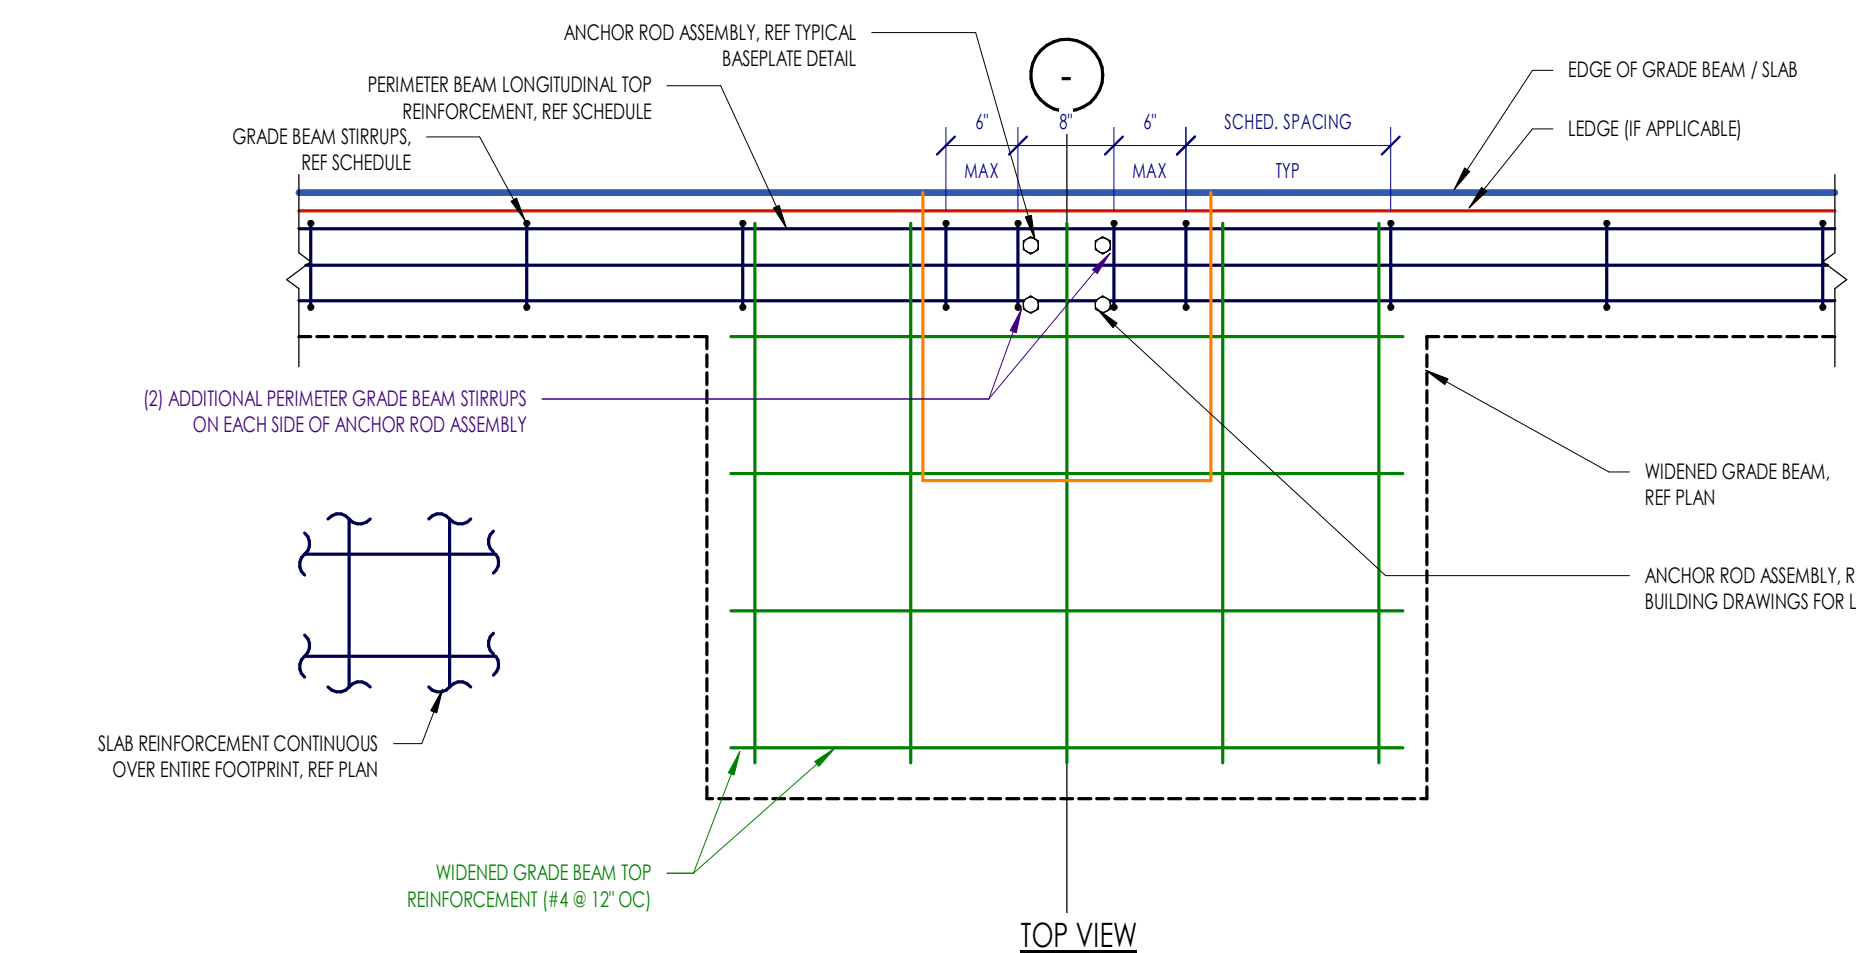 ANCHOR ROD ASSEMBLY, REF TYPICAL
BASEPLATE DETAIL
PERIMETER BEAM LONGITUDINAL TOP
REINFORCEMENT, REF SCHEDULE
GRADE BEAM STIRRUPS,
REF SCHEDULE
-
6"
8"
6"
SCHED. SPACING
MAX
MAX
TYP
EDGE OF GRADE BEAM / SLAB
LEDGE (IF APPLICABLE)
(2) ADDITIONAL PERIMETER GRADE BEAM STIRRUPS
ON EACH SIDE OF ANCHOR ROD ASSEMBLY
WIDENED GRADE BEAM,
REF PLAN
ANCHOR ROD ASSEMBLY, R
BUILDING DRAWINGS FOR L
SLAB REINFORCEMENT CONTINUOUS
OVER ENTIRE FOOTPRINT, REF PLAN
WIDENED GRADE BEAM TOP
REINFORCEMENT (#4 @ 12" OC)
TOP VIEW